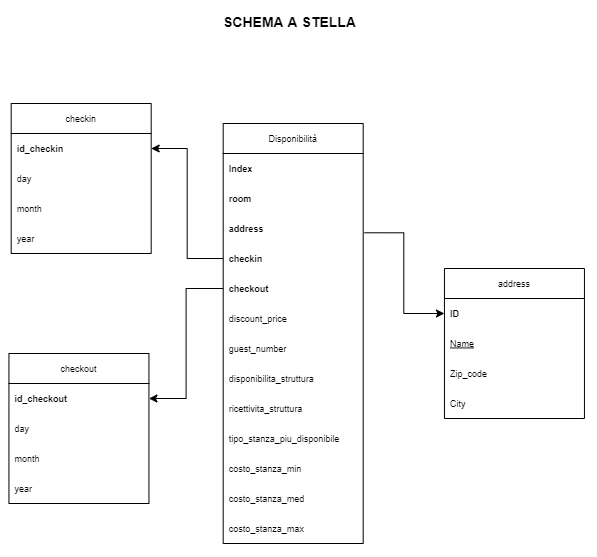 SCHEMA A STELLA
checkin
id_checkin
day
month
year
Disponibilità
Index
room
address
checkin
checkout
discount_price
guest_number
disponibilita_struttura
ricettivita_struttura
tipo_stanza_piu_disponibile
costo_stanza_min
costo_stanza_med
costo_stanza_max
address
ID
Name
Zip_code
City
checkout
id_checkout
day
month
year